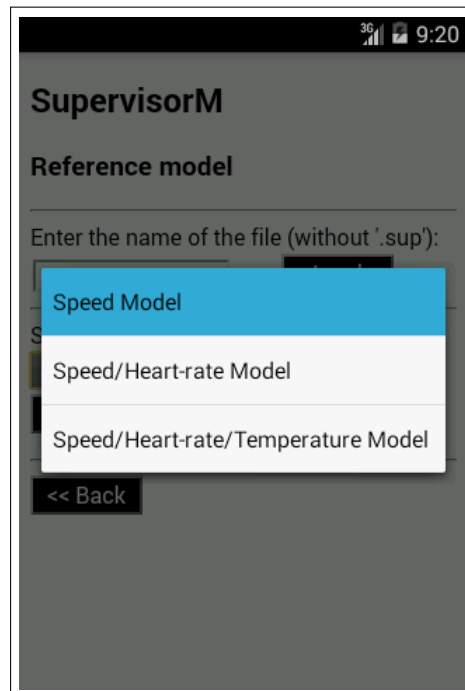 3G 9:20
SupervisorM
Reference model
Enter the name of the file (without '.sup'):
Speed Model
S
Speed/Heart-rate Model
Speed/Heart-rate/Temperature Model
<< Back